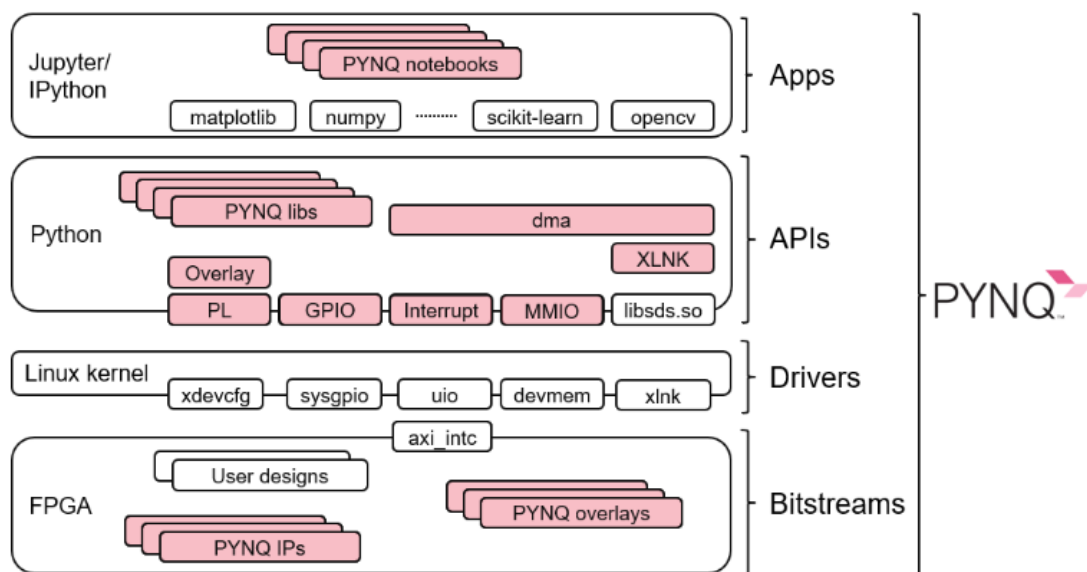 Jupyter/
IPython
PYNQ notebooks
matplotlib
numpy
..........
scikit-learn
opencv
Apps
Python
PYNQ libs
dma
XLNK
Overlay
PL
GPIO
Interrupt
MMIO
libsds.so
APIs
PYNQ™
Linux kernel
xdevcfg
sysgpio
uio
devmem
xlnk
Drivers
axi_intc
FPGA
User designs
PYNQ overlays
PYNQ IPs
Bitstreams